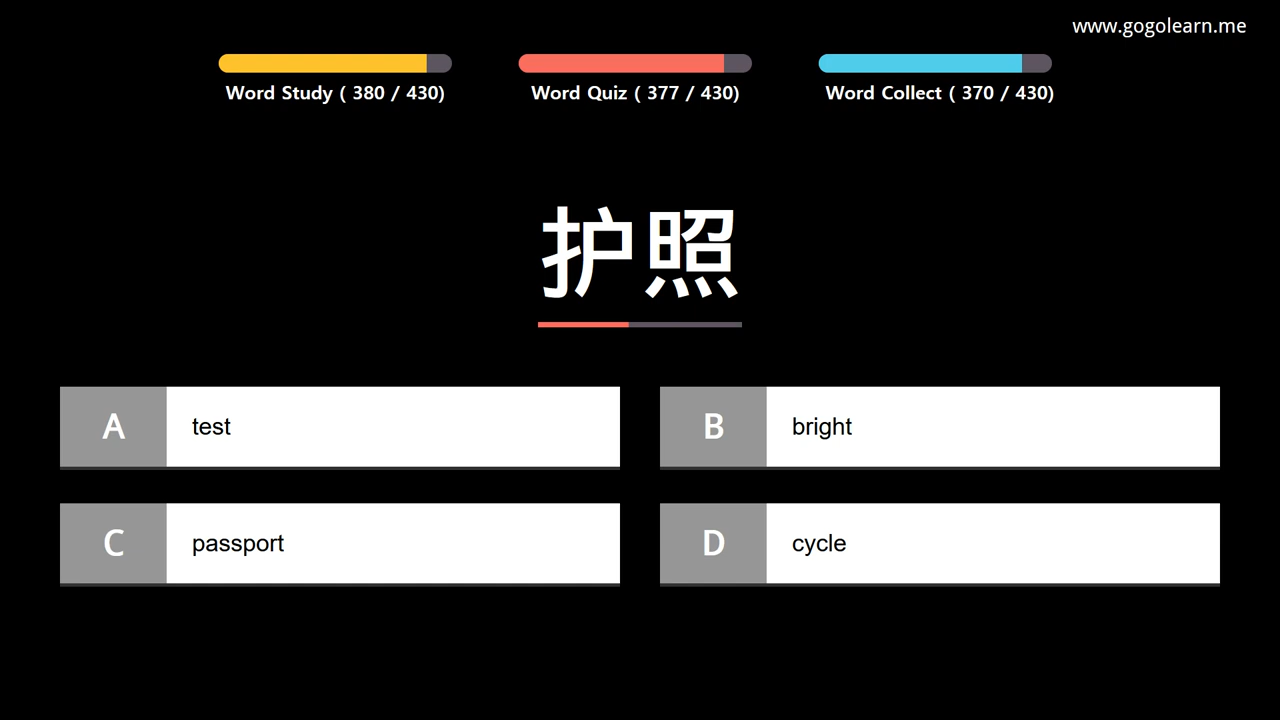 www.gogolearn.me
Word Study ( 380 / 430)
Word Quiz ( 377 / 430)
Word Collect ( 370 / 430)
护照
A test
B bright
C passport
D cycle